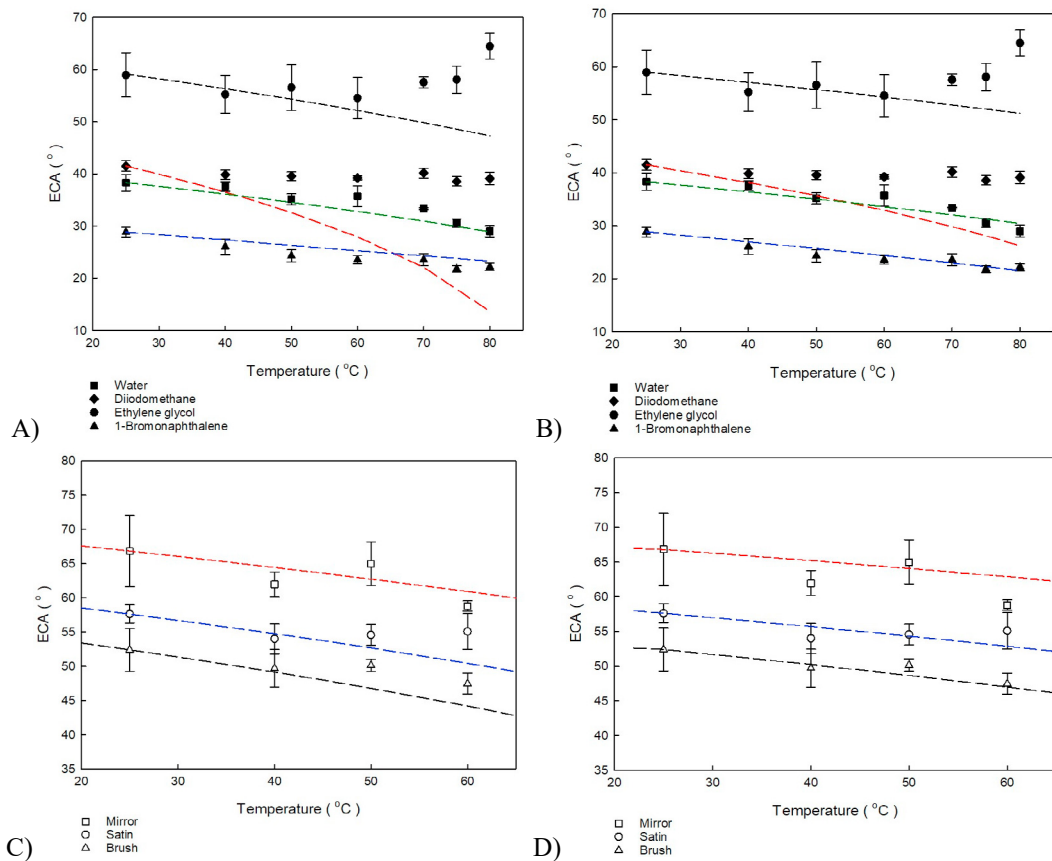 70
60
50
40
30
20
10
ECA ( ° )
20 30 40 50 60 70 80
Temperature ( °C )
Water
Diiodomethane
Ethylene glycol
1-Bromonaphthalene
A)
70
60
50
40
30
20
10
ECA ( ° )
20 30 40 50 60 70 80
Temperature ( °C )
Water
Diiodomethane
Ethylene glycol
1-Bromonaphthalene
B)
80
75
70
65
60
55
50
45
40
35
ECA ( ° )
20 30 40 50 60
Temperature ( °C )
Mirror
Satin
Brush
C)
80
75
70
65
60
55
50
45
40
35
ECA ( ° )
20 30 40 50 60
Temperature ( °C )
Mirror
Satin
Brush
D)